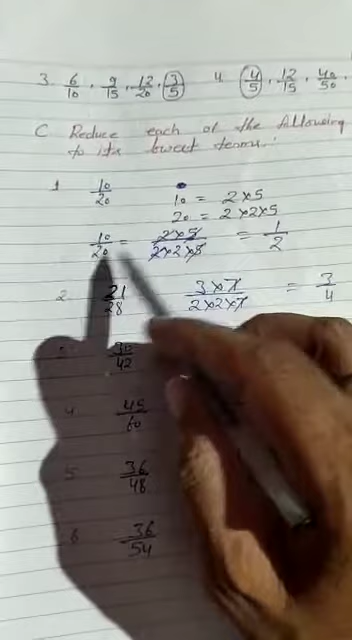 3. 6/10, 9/15, 12/20, 3/5 4. 4/5, 12/15, 40/50,
C Reduce each of the following
to its lowest terms.
1 10/20 10 = 2×5
20 = 2×2×5
10/20 = 2×5/2×2×5 = 1/2
2. 21/28 3×7/2×2×7 = 3/4
30/42
4 45/60
5 36/48
6 36/54